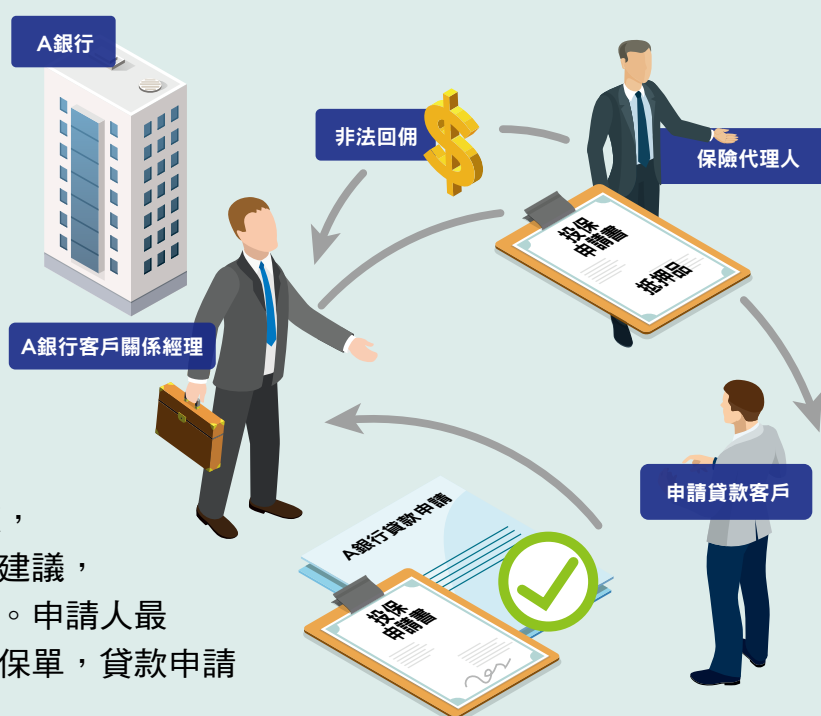 A銀行
非法回佣
保險代理人
投保
申請書
抵押品
A銀行客戶關係經理
申請貸款客戶
A銀行貸款申請
投保
申請書
，
建議，
。申請人最
保單，貸款申請